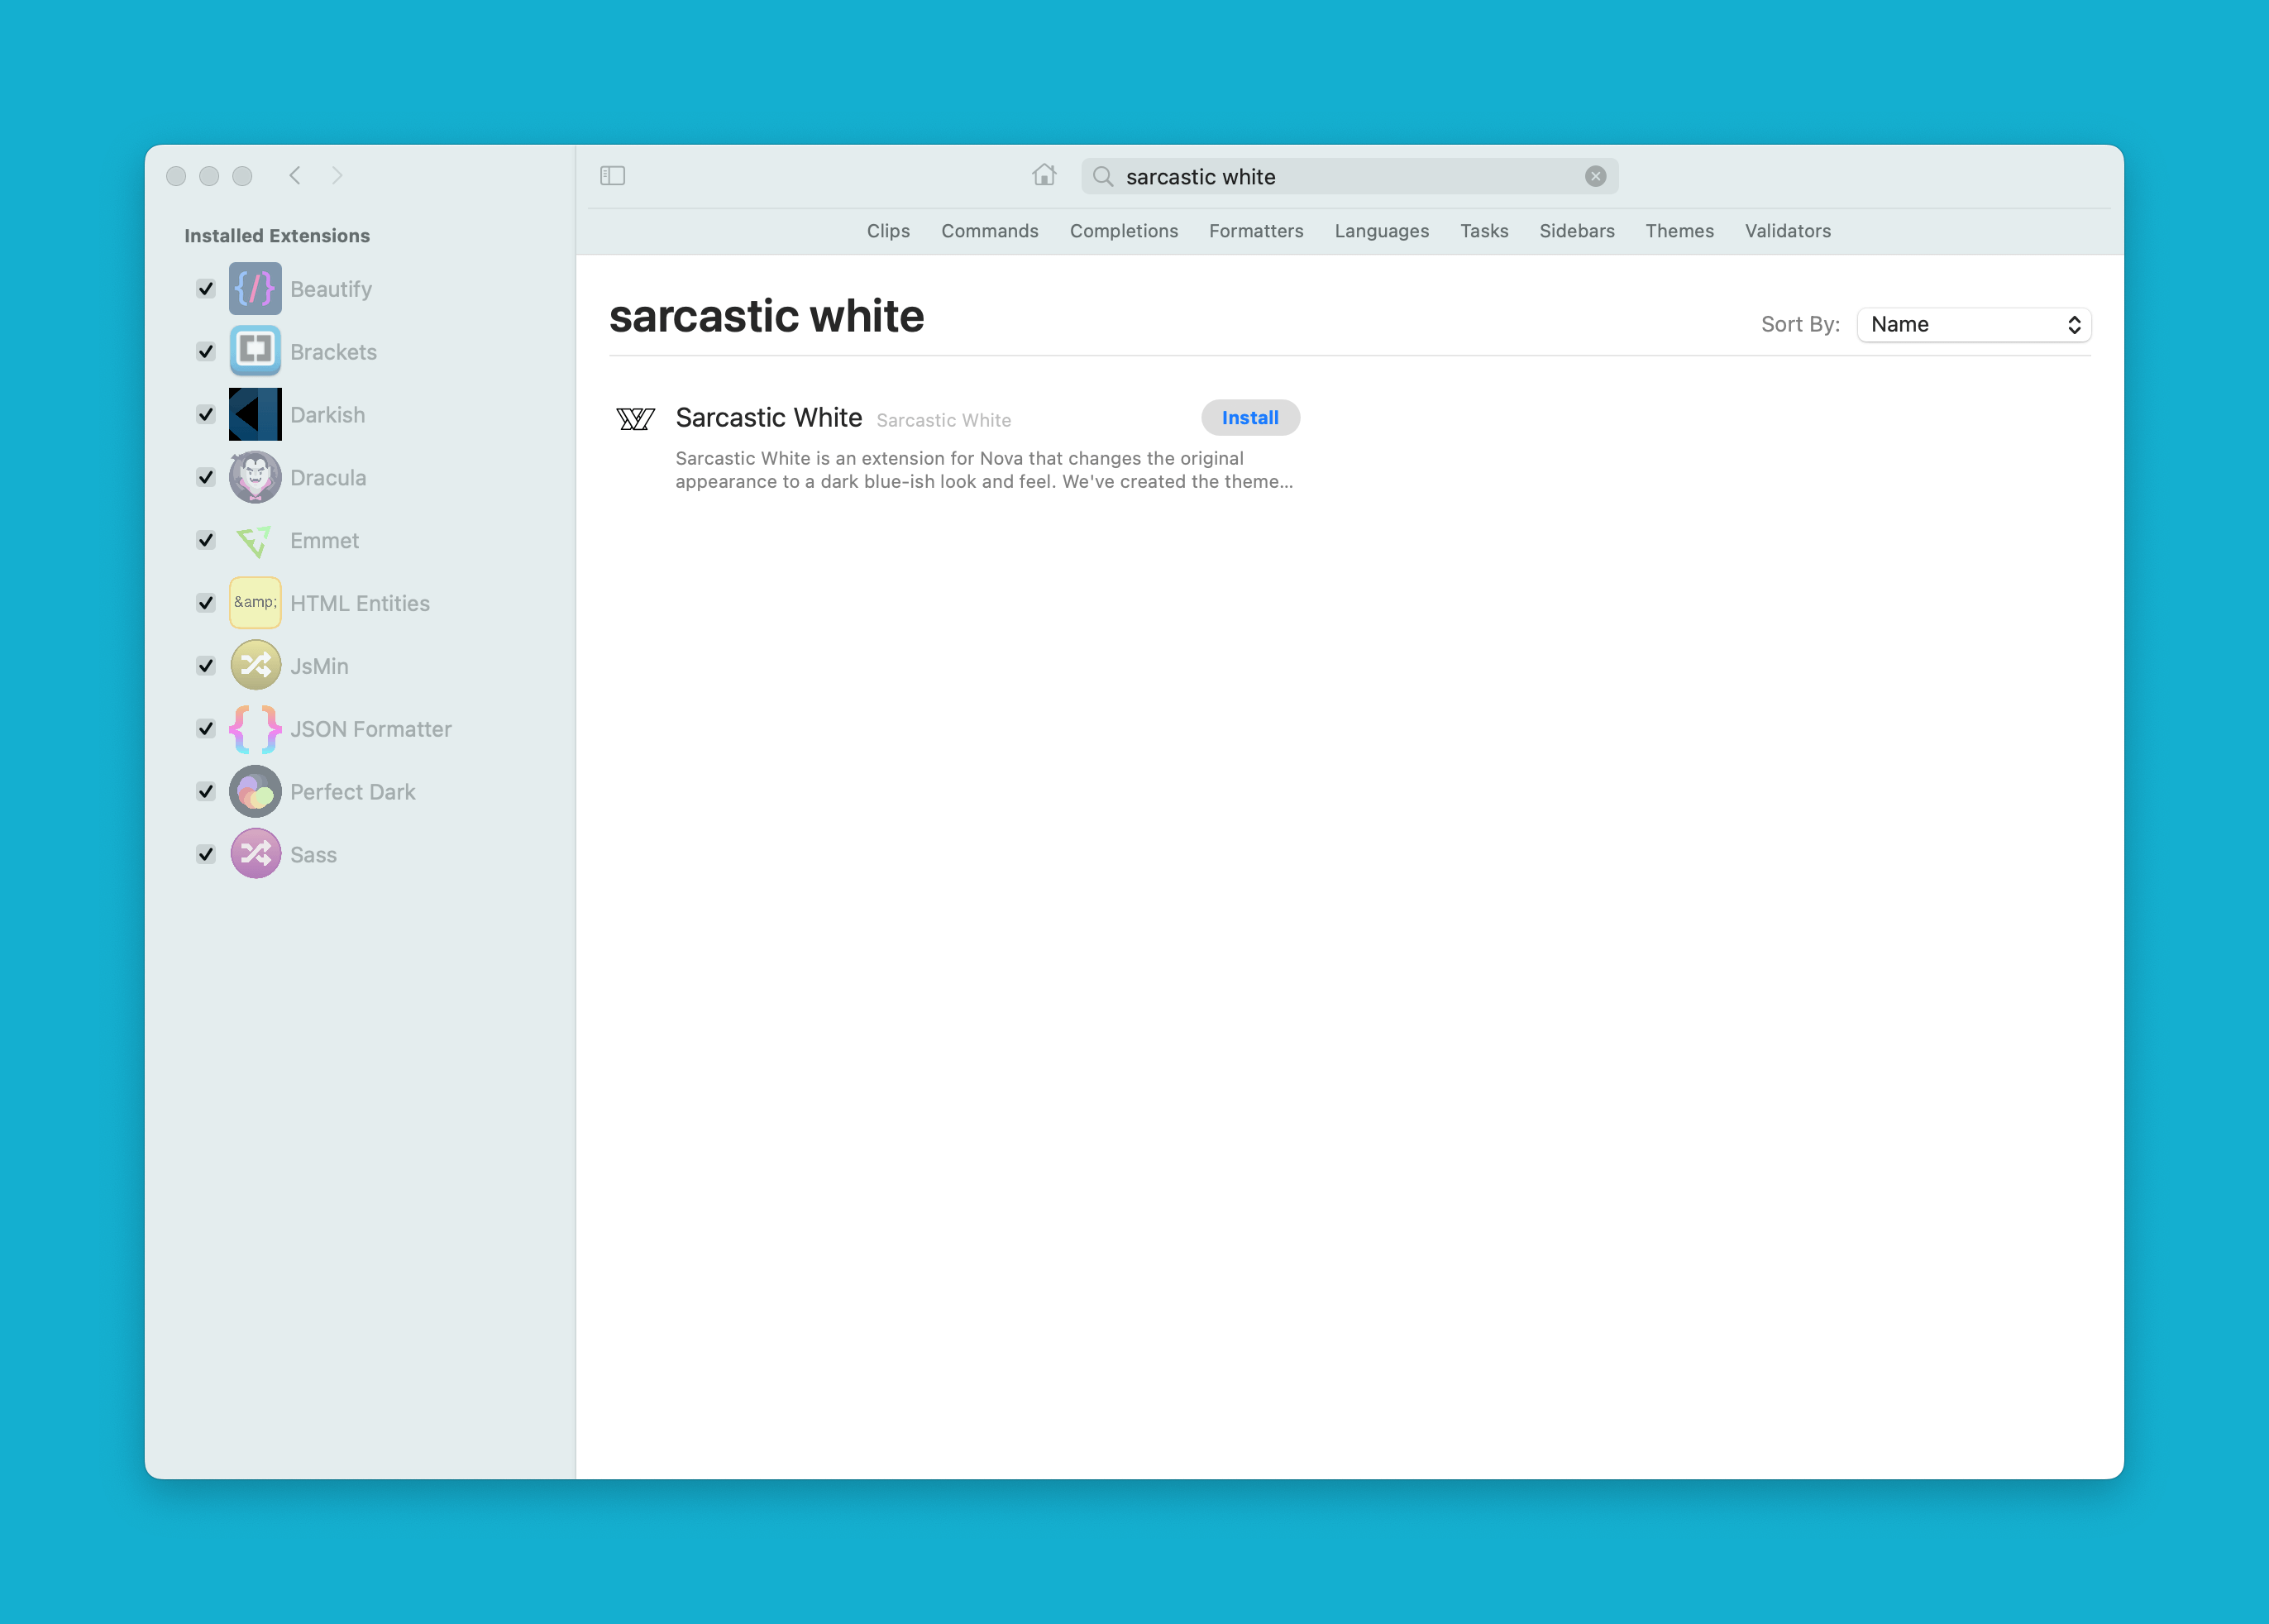 sarcastic white
Clips Commands Completions Formatters Languages Tasks Sidebars Themes Validators
Installed Extensions
Beautify
Brackets
Darkish
Dracula
Emmet
&amp; HTML Entities
JsMin
JSON Formatter
Perfect Dark
Sass
sarcastic white
Sort By: Name
Sarcastic White Sarcastic White Install
Sarcastic White is an extension for Nova that changes the original
appearance to a dark blue-ish look and feel. We've created the theme...